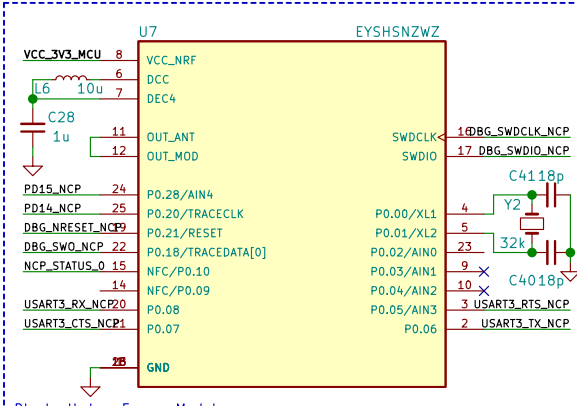 U7 EYSHSNZWZ
VCC_3V3_MCU 8 VCC_NRF
6 DCC
L6 10u 7 DEC4
C28
1u
11 OUT_ANT SWDCLK 16 DBG_SWDCLK_NCP
12 OUT_MOD SWDIO 17 DBG_SWDIO_NCP
C41 18p
PD15_NCP 24 P0.28/AIN4
PD14_NCP 25 P0.20/TRACECLK P0.00/XL1 4 Y2
DBG_NRESET_NCP 19 P0.21/RESET P0.01/XL2 5
32k
DBG_SWO_NCP 22 P0.18/TRACEDATA[0] P0.02/AIN0 23
NCP_STATUS_0 15 NFC/P0.10 P0.03/AIN1 9
C40 18p
14 NFC/P0.09 P0.04/AIN2 10
USART3_RX_NCP 20 P0.08 P0.05/AIN3 3 USART3_RTS_NCP
USART3_CTS_NCP 21 P0.07 P0.06 2 USART3_TX_NCP
GND